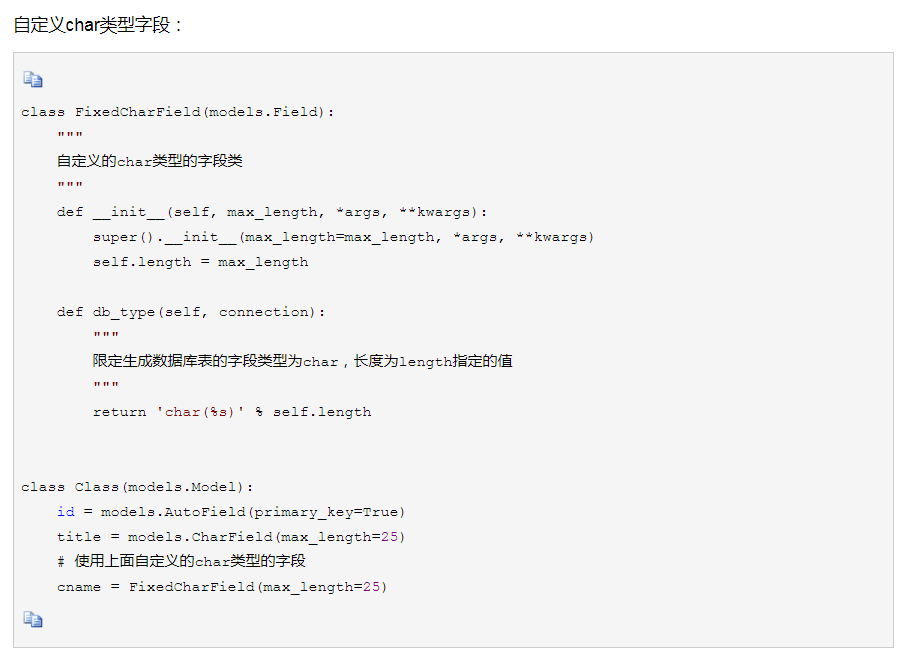 自定义char类型字段：
class FixedCharField(models.Field):
    """
    自定义的char类型的字段类
    """
    def __init__(self, max_length, *args, **kwargs):
        super().__init__(max_length=max_length, *args, **kwargs)
        self.length = max_length
    def db_type(self, connection):
        """
        限定生成数据库表的字段类型为char，长度为length指定的值
        """
        return 'char(%s)' % self.length
class Class(models.Model):
    id = models.AutoField(primary_key=True)
    title = models.CharField(max_length=25)
    # 使用上面自定义的char类型的字段
    cname = FixedCharField(max_length=25)